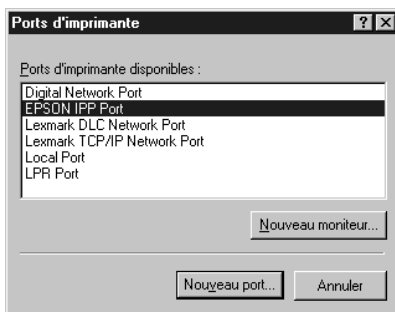 Ports d'imprimante
Ports d'imprimante disponibles :
Digital Network Port
EPSON IPP Port
Lexmark DLC Network Port
Lexmark TCP/IP Network Port
Local Port
LPR Port
Nouveau moniteur...
Nouveau port...
Annuler